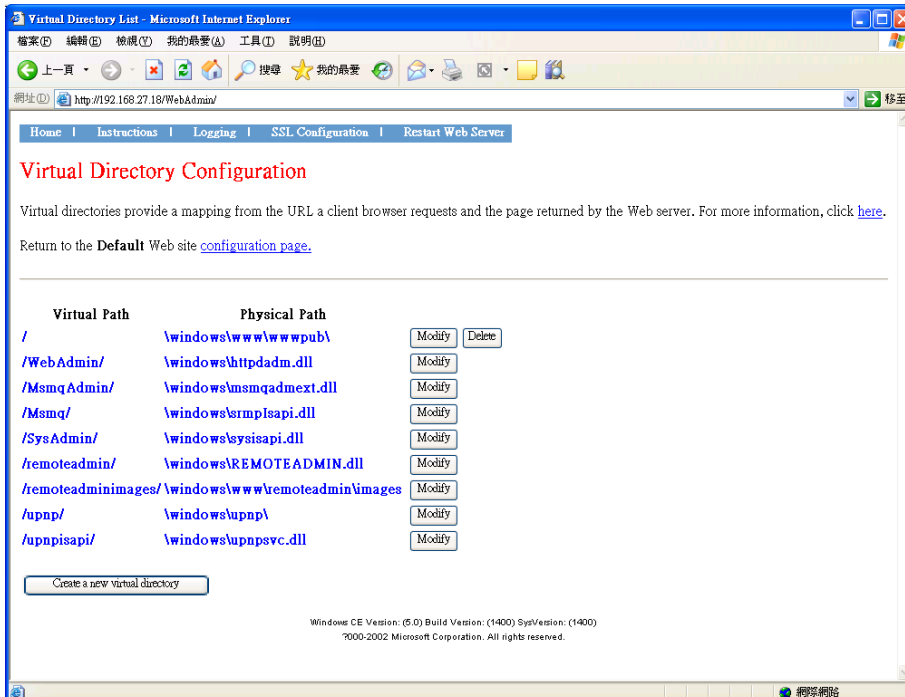 Virtual Directory List - Microsoft Internet Explorer
檔案(F) 編輯(E) 檢視(V) 我的最愛(A) 工具(T) 說明(H)
上一頁 搜尋 我的最愛
網址(D) http://192.168.27.18/WebAdmin/ 移至
Home | Instructions | Logging | SSL Configuration | Restart Web Server
Virtual Directory Configuration
Virtual directories provide a mapping from the URL a client browser requests and the page returned by the Web server. For more information, click here.
Return to the Default Web site configuration page.
Virtual Path Physical Path
/ \windows\www\wwwpub\ Modify Delete
/WebAdmin/ \windows\httpdadm.dll Modify
/MsmqAdmin/ \windows\msmqadmext.dll Modify
/Msmq/ \windows\srmpIsapi.dll Modify
/SysAdmin/ \windows\sysisapi.dll Modify
/remoteadmin/ \windows\REMOTEADMIN.dll Modify
/remoteadminimages/ \windows\www\remoteadmin\images Modify
/upnp/ \windows\upnp\ Modify
/upnpisapi/ \windows\upnpsvc.dll Modify
Create a new virtual directory
Windows CE Version: (5.0) Build Version: (1400) SysVersion: (1400)
?000-2002 Microsoft Corporation. All rights reserved.
網際網路